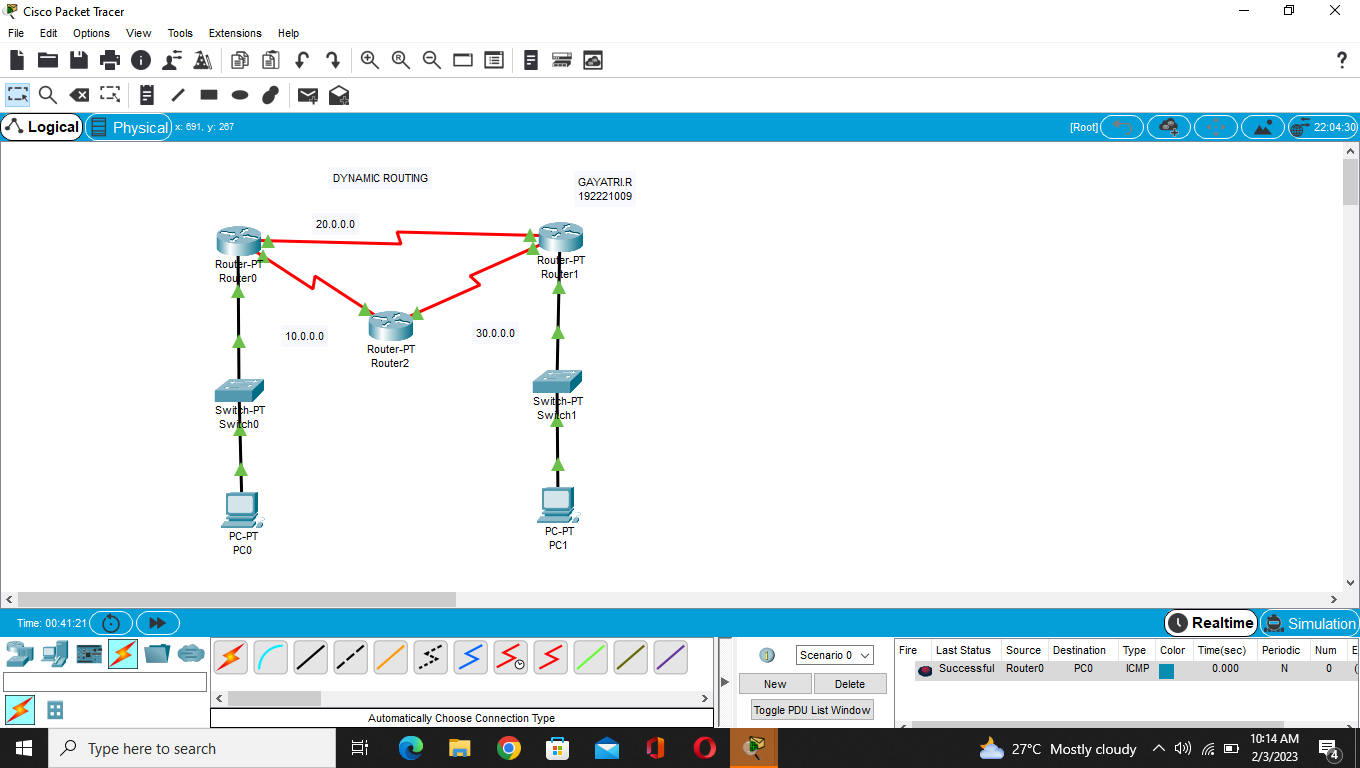 Cisco Packet Tracer
File Edit Options View Tools Extensions Help
?
Logical Physical x: 691, y: 267 [Root] 22:04:30
DYNAMIC ROUTING
GAYATRI.R
192221009
20.0.0.0
Router-PT
Router0
Router-PT
Router1
10.0.0.0
30.0.0.0
Router-PT
Router2
Switch-PT
Switch0
Switch-PT
Switch1
PC-PT
PC0
PC-PT
PC1
Time: 00:41:21 Realtime Simulation
Scenario 0
New Delete
Toggle PDU List Window
Automatically Choose Connection Type
Fire Last Status Source Destination Type Color Time(sec) Periodic Num E
Successful Router0 PC0 ICMP 0.000 N 0 (
Type here to search
27°C Mostly cloudy
10:14 AM
2/3/2023
4